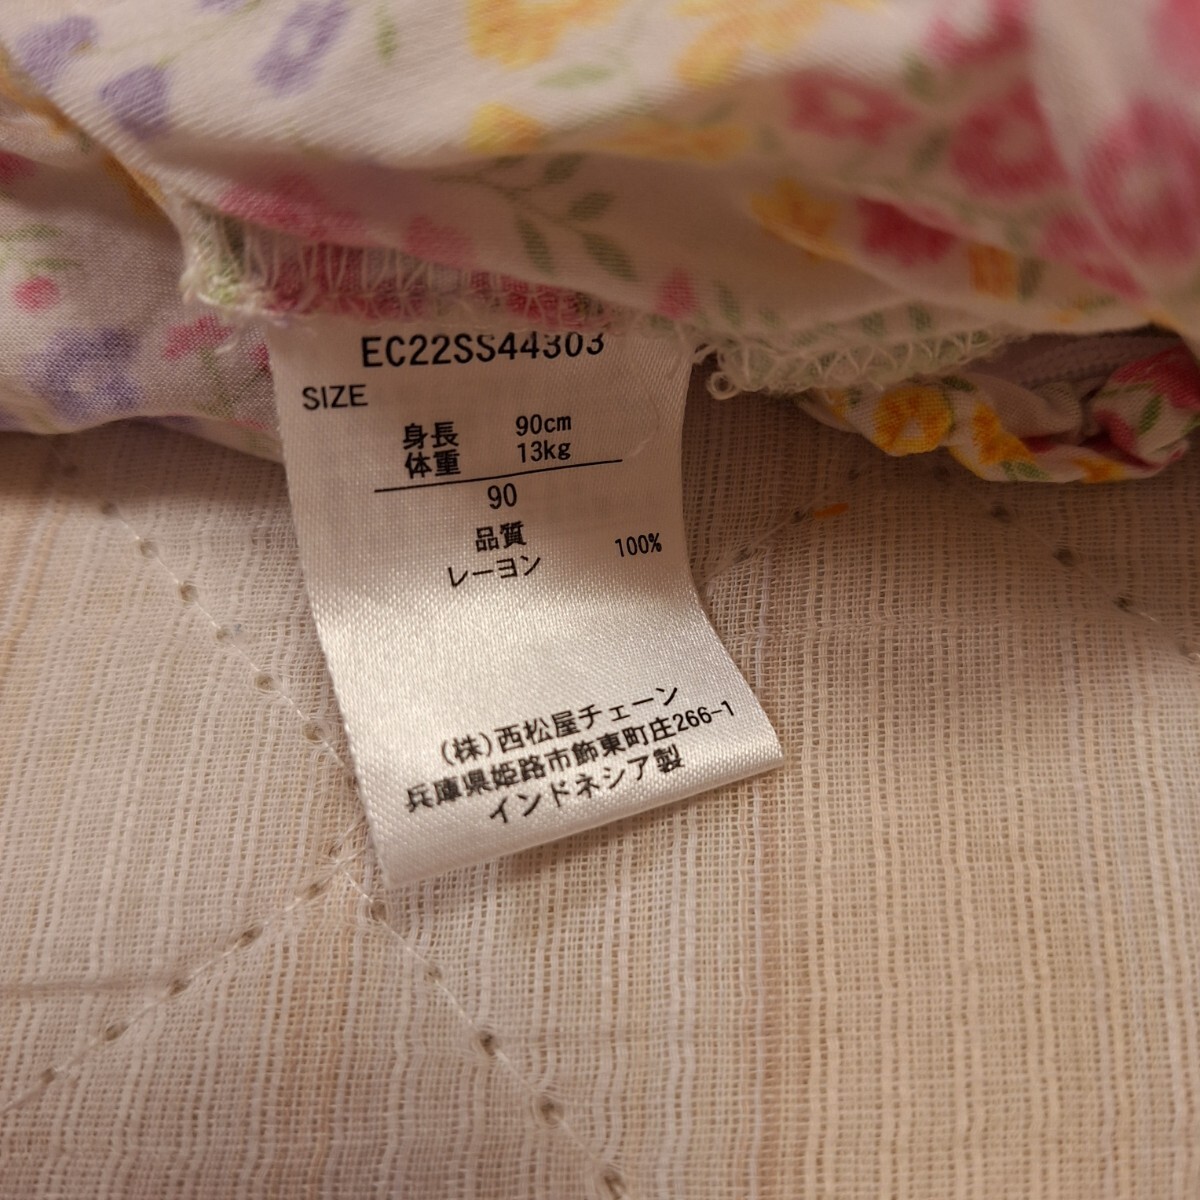 EC22SS44303
SIZE
身長 90cm
体重 13kg
90
品質
レーヨン 100%
(株)西松屋チェーン
兵庫県姫路市飾東町庄266-1
インドネシア製